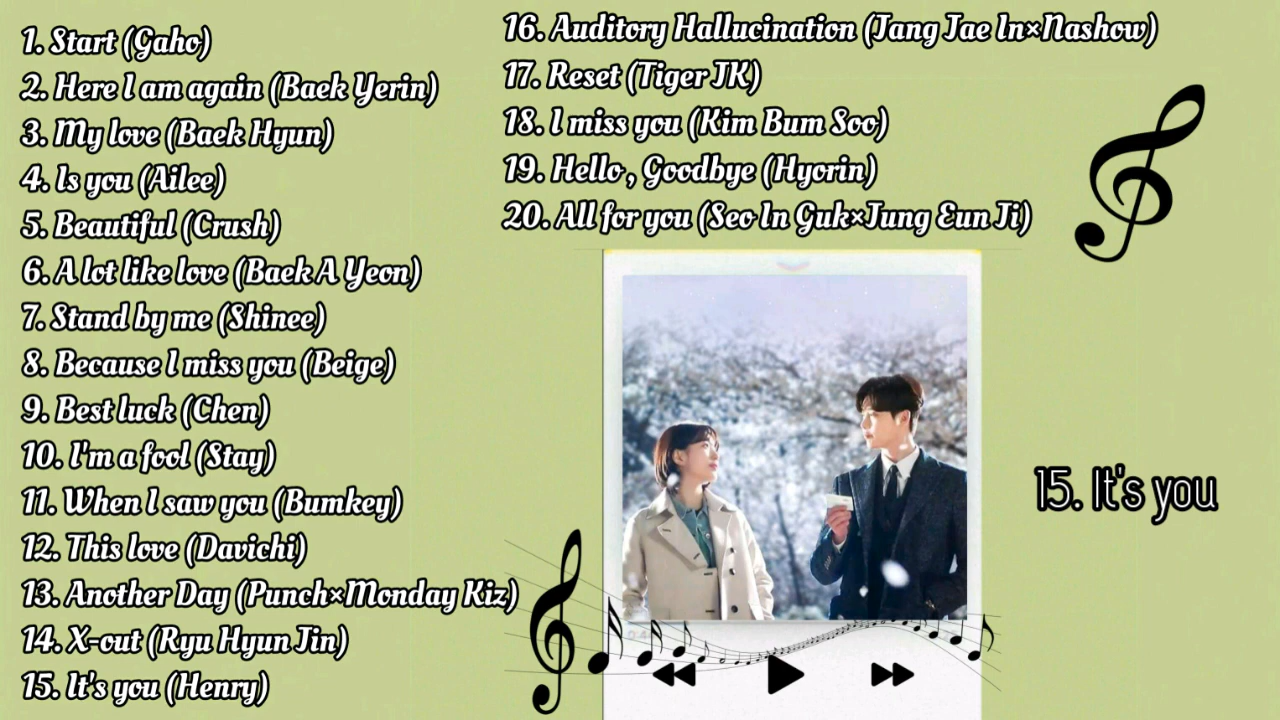 1. Start (Gaho)
2. Here I am again (Baek Yerin)
3. My love (Baek Hyun)
4. Is you (Ailee)
5. Beautiful (Crush)
6. A lot like love (Baek A Yeon)
7. Stand by me (Shinee)
8. Because I miss you (Beige)
9. Best luck (Chen)
10. I'm a fool (Stay)
11. When I saw you (Bumkey)
12. This love (Davichi)
13. Another Day (Punch×Monday Kiz)
14. X-out (Ryu Hyun Jin)
15. It's you (Henry)
16. Auditory Hallucination (Jang Jae In×Nashow)
17. Reset (Tiger JK)
18. I miss you (Kim Bum Soo)
19. Hello, Goodbye (Hyorin)
20. All for you (Seo In Guk×Jung Eun Ji)
15. It's you